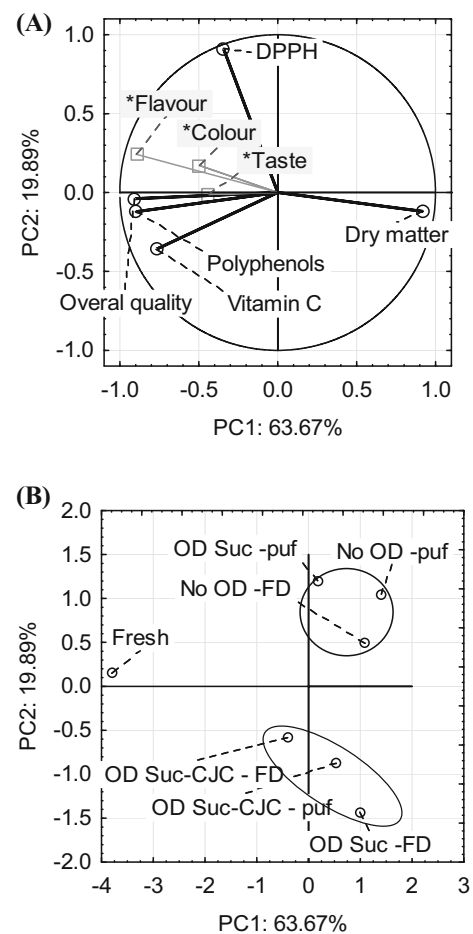 (A)
1.0
0.5
0.0
-0.5
-1.0
PC2: 19.89%
DPPH
*Flavour
*Colour
*Taste
Dry matter
Polyphenols
Overal quality
Vitamin C
-1.0 -0.5 0.0 0.5 1.0
PC1: 63.67%
(B)
2.0
1.5
1.0
0.5
0.0
-0.5
-1.0
-1.5
-2.0
PC2: 19.89%
OD Suc -puf
No OD -puf
No OD -FD
Fresh
OD Suc-CJC - FD
OD Suc-CJC - puf
OD Suc -FD
-4 -3 -2 -1 0 1 2 3
PC1: 63.67%